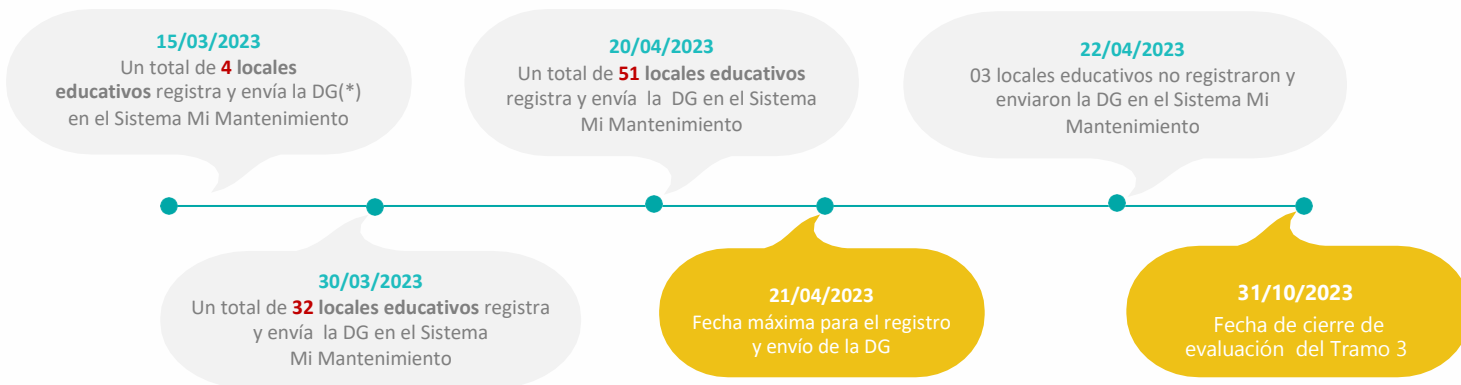 15/03/2023
Un total de 4 locales
educativos registra y envía la DG(*)
en el Sistema Mi Mantenimiento
20/04/2023
Un total de 51 locales educativos
registra y envía la DG en el Sistema
Mi Mantenimiento
22/04/2023
03 locales educativos no registraron y
enviaron la DG en el Sistema Mi
Mantenimiento
30/03/2023
Un total de 32 locales educativos registra
y envía la DG en el Sistema
Mi Mantenimiento
21/04/2023
Fecha máxima para el registro
y envío de la DG
31/10/2023
Fecha de cierre de
evaluación del Tramo 3